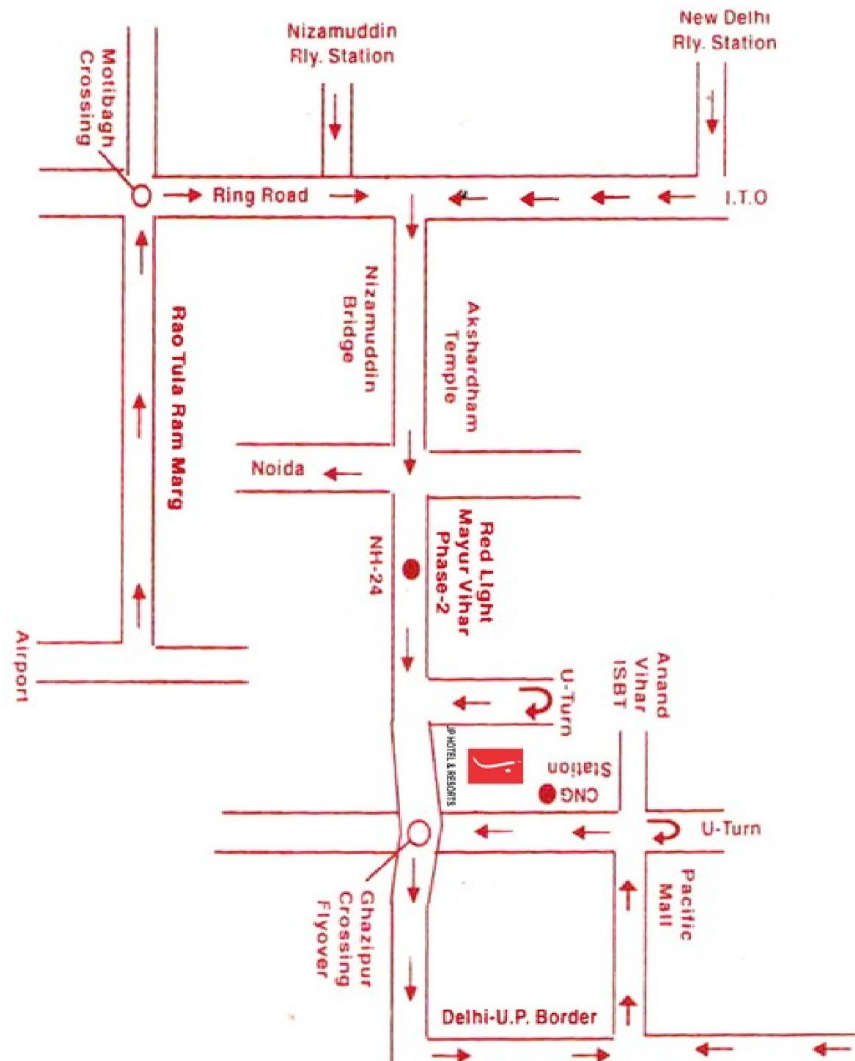 Nizamuddin
Rly. Station
New Delhi
Rly. Station
Motibagh
Crossing
Ring Road
I.T.O
Nizamuddin
Bridge
Akshardham
Temple
Rao Tula Ram Marg
Noida
NH-24
Red Light
Mayur Vihar
Phase-2
Airport
U-Turn
Anand
Vihar
ISBT
JP HOTEL & RESORTS
CNG
Station
U-Turn
Pacific
Mall
Ghazipur
Crossing
Flyover
Delhi-U.P. Border